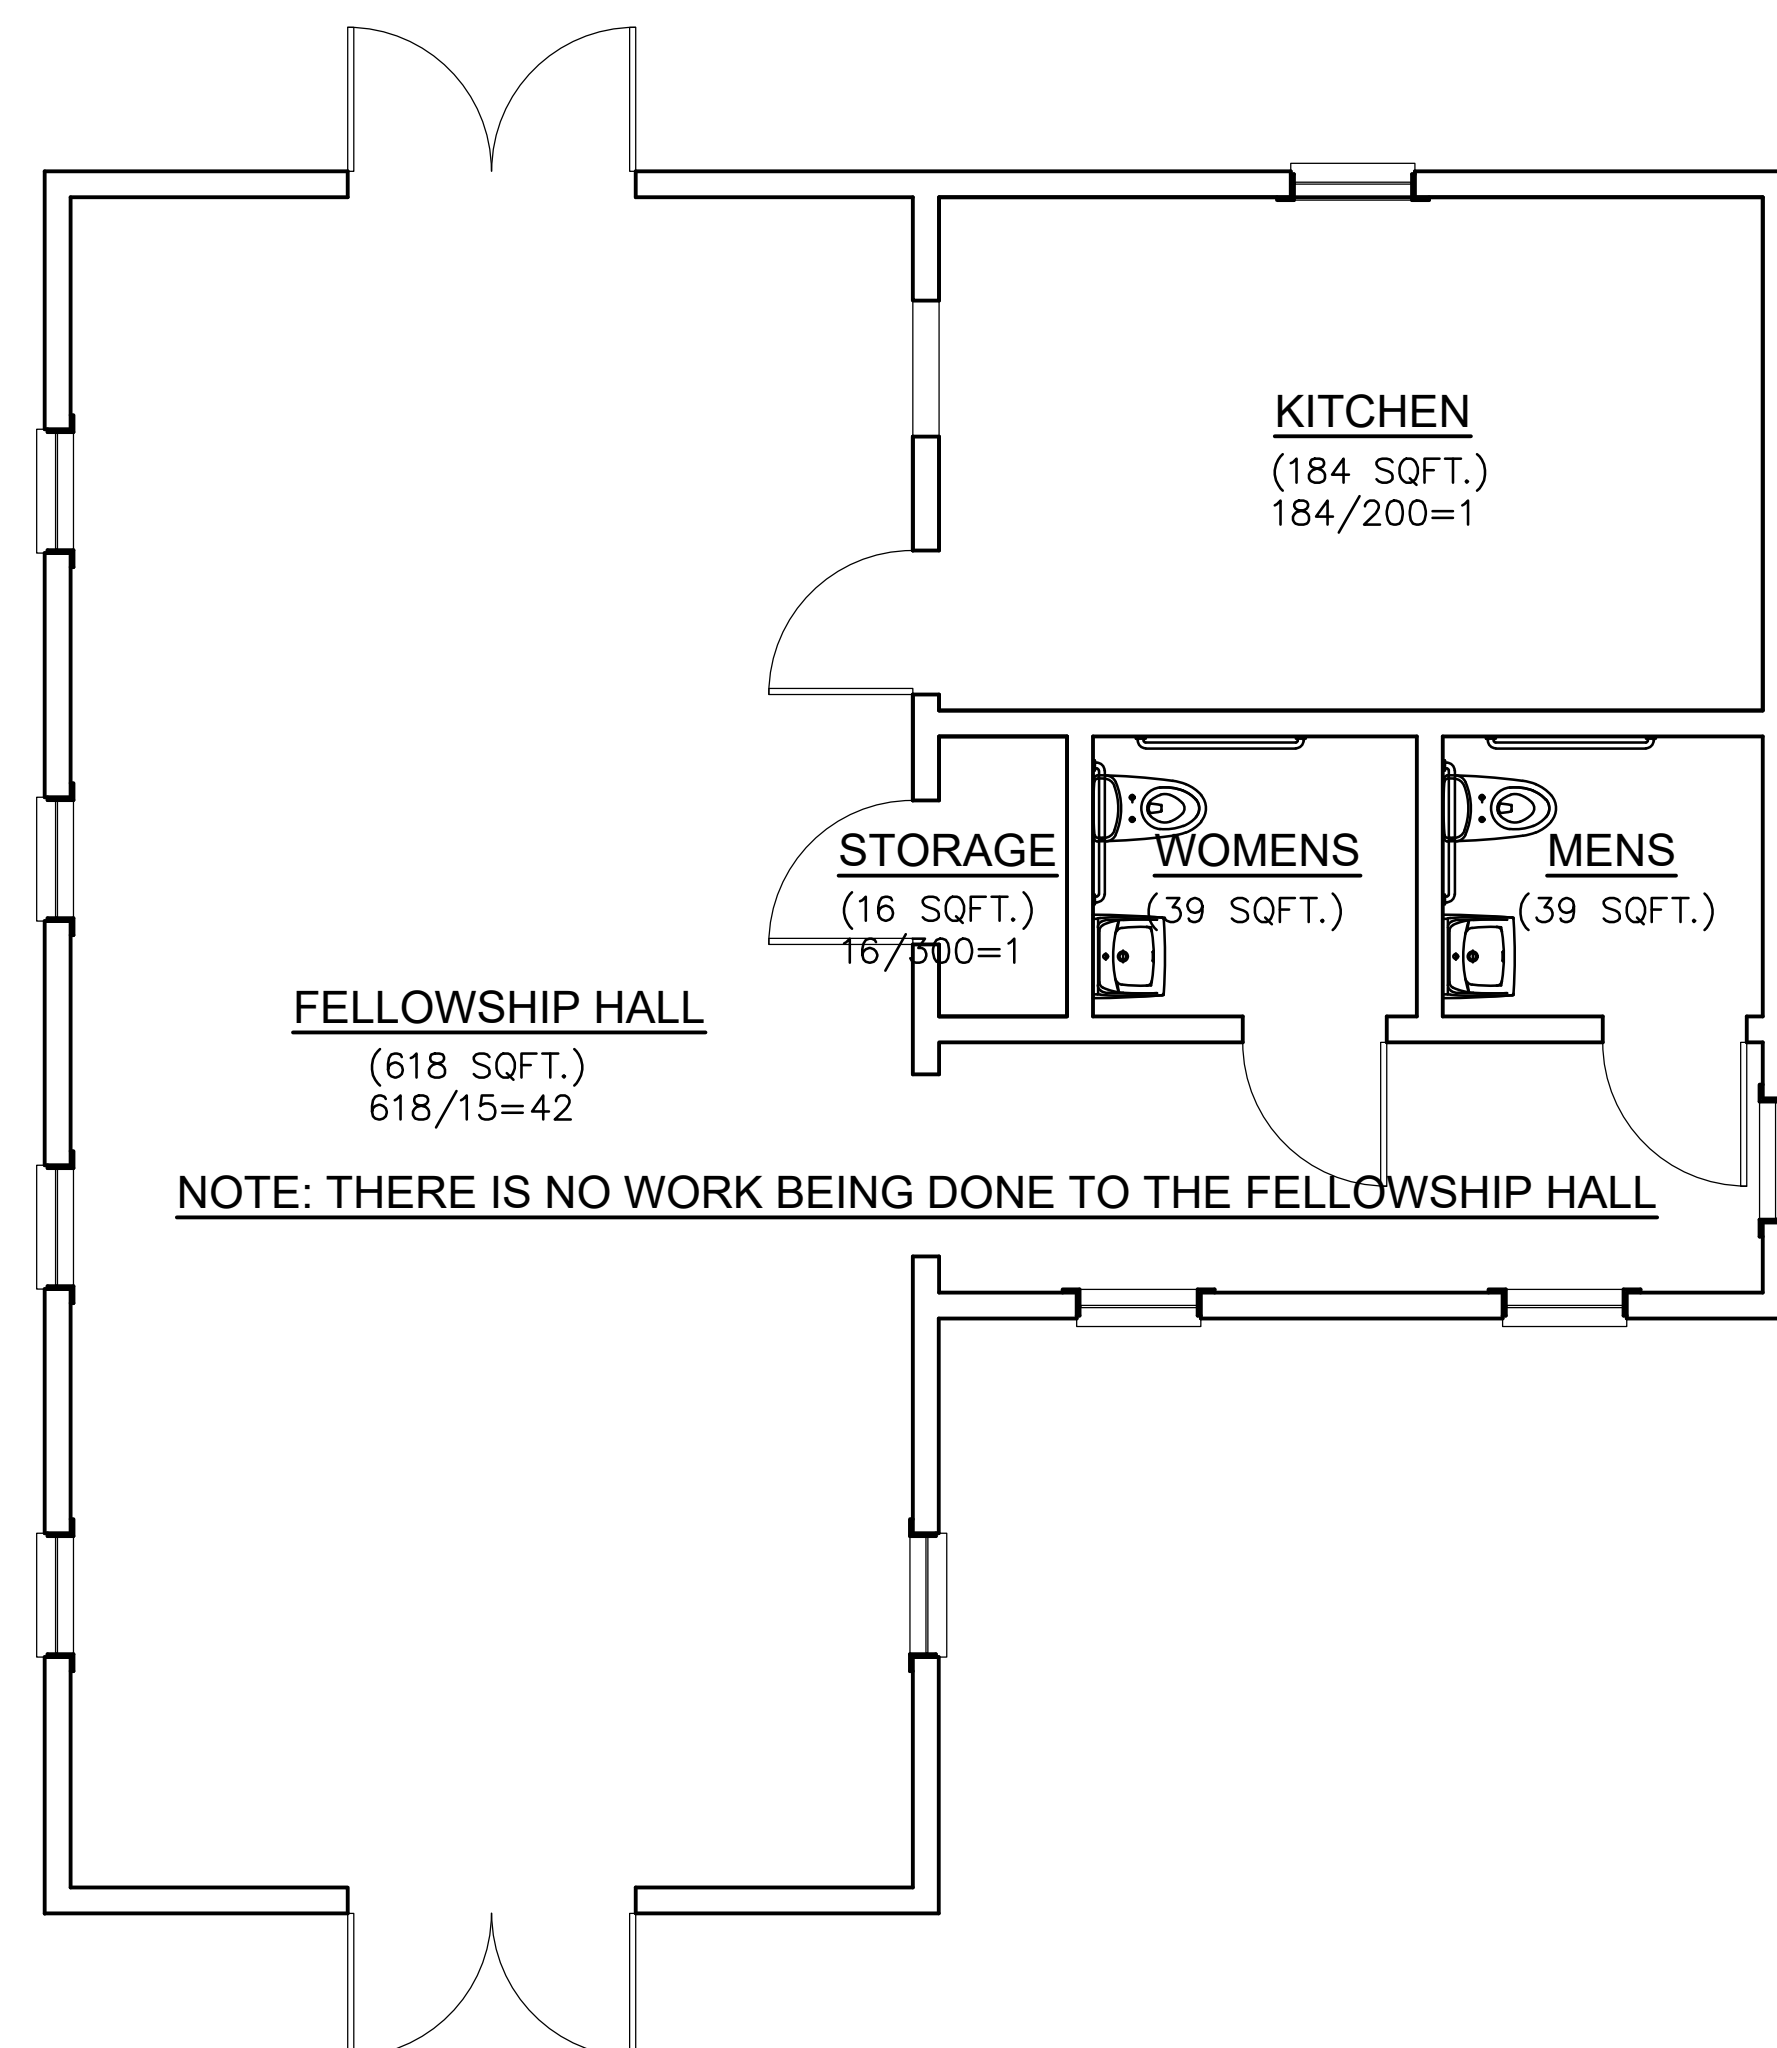 KITCHEN
(184 SQFT.)
184/200=1
STORAGE
(16 SQFT.)
16/300=1
WOMENS
(39 SQFT.)
MENS
(39 SQFT.)
FELLOWSHIP HALL
(618 SQFT.)
618/15=42
NOTE: THERE IS NO WORK BEING DONE TO THE FELLOWSHIP HALL